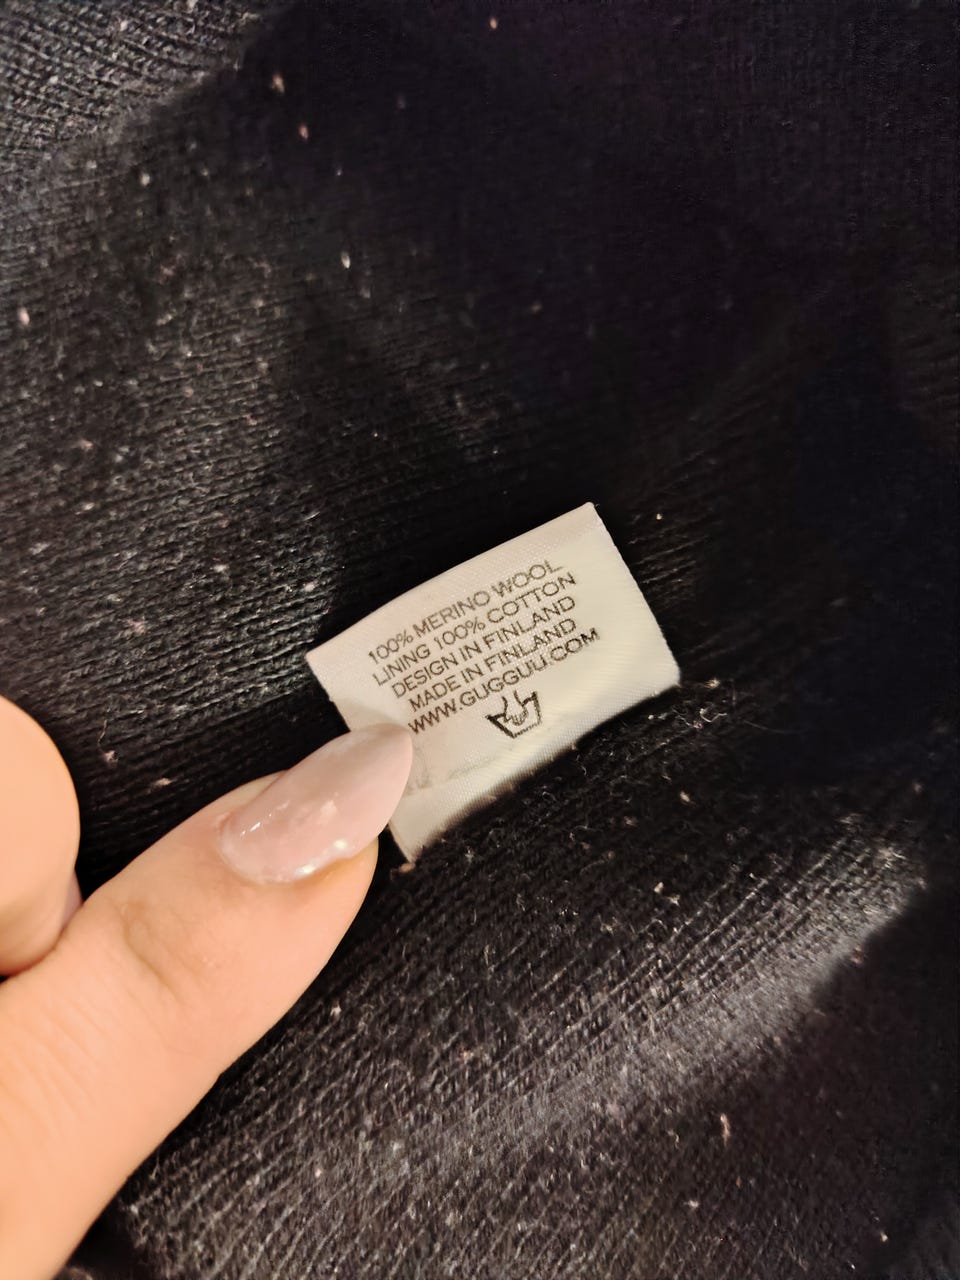 100% MERINO WOOL
LINING 100% COTTON
DESIGN IN FINLAND
MADE IN FINLAND
WWW.GUGGUU.COM